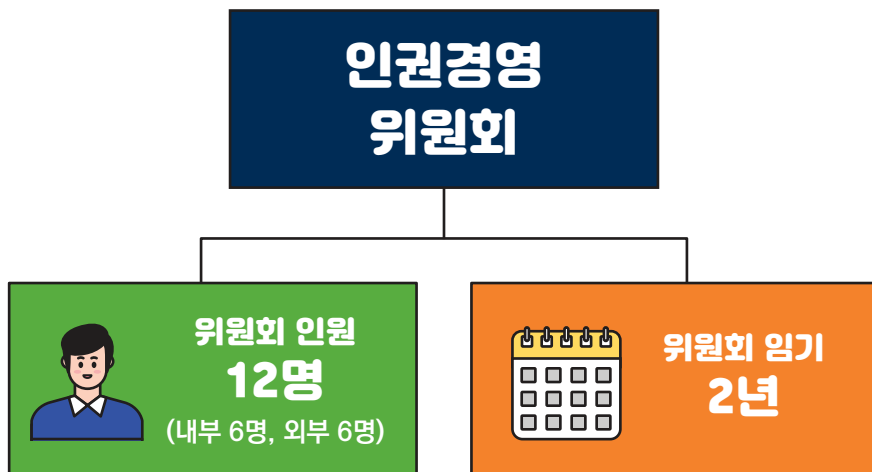 인권경영
위원회
위원회 인원
12명
(내부 6명, 외부 6명)
위원회 임기
2년